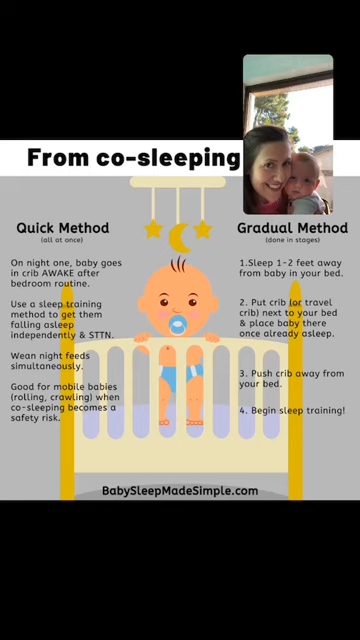 From co-sleeping
Quick Method
(all at once)
On night one, baby goes
in crib AWAKE after
bedroom routine.
Use a sleep training
method to get them
falling asleep
independently & STTN.
Wean night feeds
simultaneously.
Good for mobile babies
(rolling, crawling) when
co-sleeping becomes a
safety risk.
Gradual Method
(done in stages)
1.Sleep 1-2 feet away
from baby in your bed.
2. Put crib (or travel
crib) next to your bed
& place baby there
once already asleep.
3. Push crib away from
your bed.
4. Begin sleep training!
BabySleepMadeSimple.com